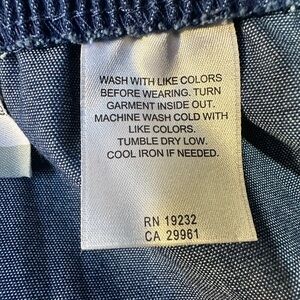 WASH WITH LIKE COLORS
BEFORE WEARING. TURN
GARMENT INSIDE OUT.
MACHINE WASH COLD WITH
LIKE COLORS.
TUMBLE DRY LOW.
COOL IRON IF NEEDED.
RN 19232
CA 29961